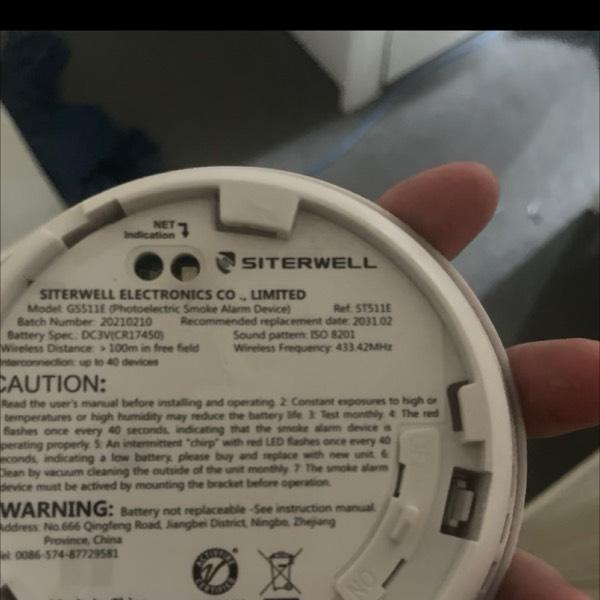 NET
Indication
SITERWELL
SITERWELL ELECTRONICS CO ., LIMITED
Model: GS511E (Photoelectric Smoke Alarm Device) Ref: ST511E
Batch Number: 20210210 Recommended replacement date: 2031.02
Battery Spec.: DC3V(CR17450) Sound pattern: ISO 8201
Wireless Distance: > 100m in free field Wireless Frequency: 433.42MHz
Interconnection: up to 40 devices
CAUTION:
Read the user's manual before installing and operating. 2: Constant exposures to high or
temperatures or high humidity may reduce the battery life. 3: Test monthly. 4: The red
flashes once every 40 seconds, indicating that the smoke alarm device is
perating properly. 5: An intermittent "chirp" with red LED flashes once every 40
econds, indicating a low battery, please buy and replace with new unit. 6:
Clean by vacuum cleaning the outside of the unit monthly. 7: The smoke alarm
device must be actived by mounting the bracket before operation.
WARNING: Battery not replaceable -See instruction manual.
Address: No.666 Qingfeng Road, Jiangbei District, Ningbo, Zhejiang
Province, China
Tel: 0086-574-87729581
ON